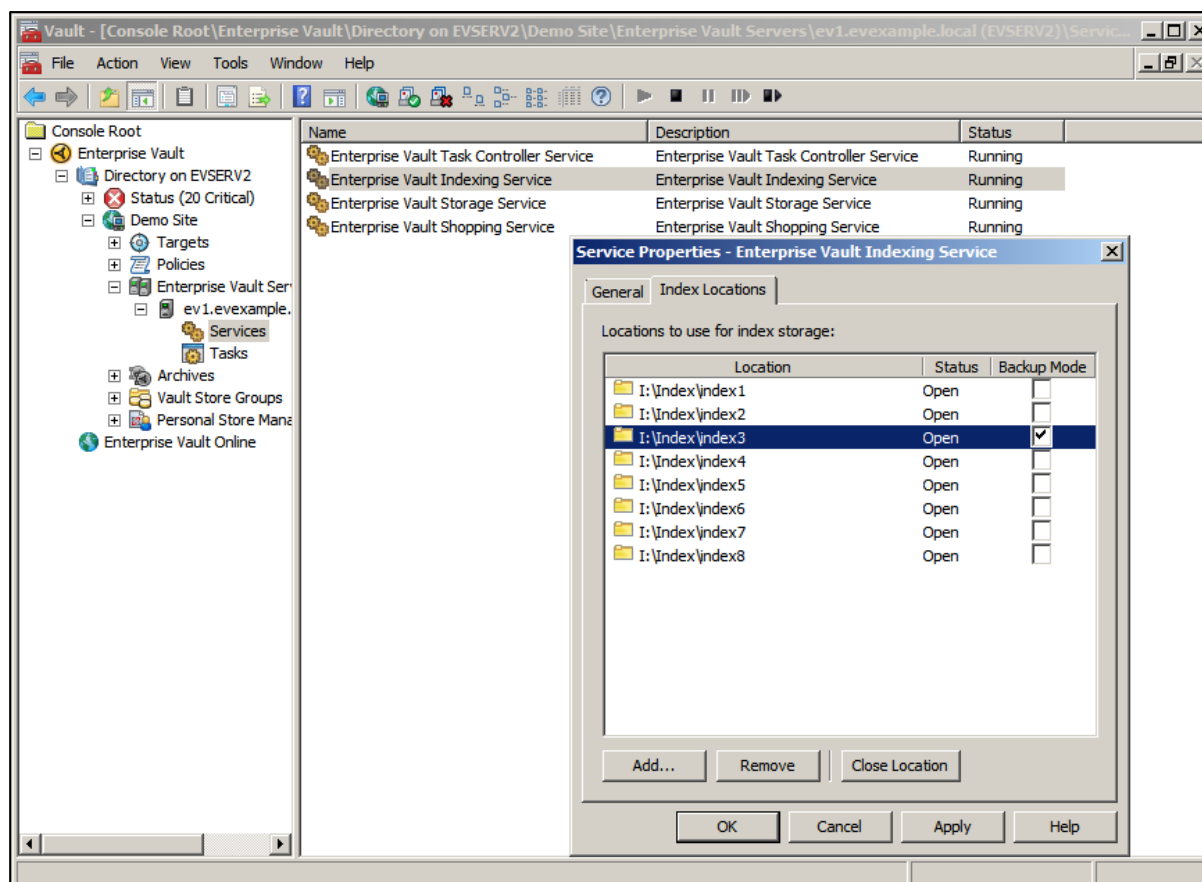 Vault - [Console Root\Enterprise Vault\Directory on EVSERV2\Demo Site\Enterprise Vault Servers\ev1.evexample.local (EVSERV2)\Servic...
File Action View Tools Window Help
Console Root
Enterprise Vault
Directory on EVSERV2
Status (20 Critical)
Demo Site
Targets
Policies
Enterprise Vault Ser
ev1.evexample.
Services
Tasks
Archives
Vault Store Groups
Personal Store Mana
Enterprise Vault Online
Name Description Status
Enterprise Vault Task Controller Service Enterprise Vault Task Controller Service Running
Enterprise Vault Indexing Service Enterprise Vault Indexing Service Running
Enterprise Vault Storage Service Enterprise Vault Storage Service Running
Enterprise Vault Shopping Service Enterprise Vault Shopping Service Running
Service Properties - Enterprise Vault Indexing Service
General Index Locations
Locations to use for index storage:
Location Status Backup Mode
I:\Index\index1 Open
I:\Index\index2 Open
I:\Index\index3 Open
I:\Index\index4 Open
I:\Index\index5 Open
I:\Index\index6 Open
I:\Index\index7 Open
I:\Index\index8 Open
Add... Remove Close Location
OK Cancel Apply Help